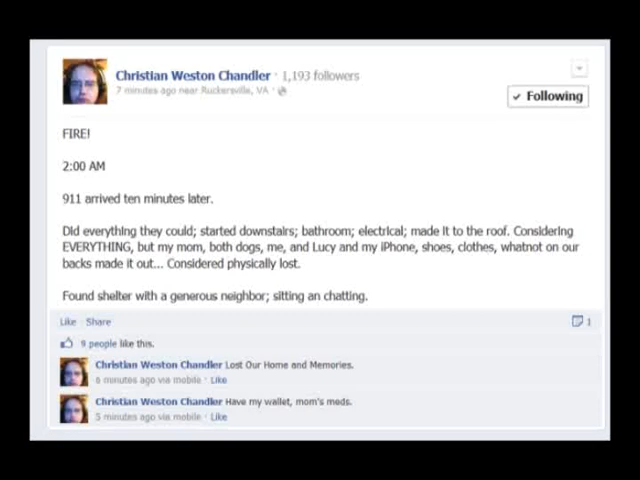 Christian Weston Chandler · 1,193 followers
7 minutes ago near Ruckersville, VA ·
✓ Following
FIRE!
2:00 AM
911 arrived ten minutes later.
Did everything they could; started downstairs; bathroom; electrical; made it to the roof. Considering
EVERYTHING, but my mom, both dogs, me, and Lucy and my iPhone, shoes, clothes, whatnot on our
backs made it out... Considered physically lost.
Found shelter with a generous neighbor; sitting an chatting.
Like · Share
1
9 people like this.
Christian Weston Chandler Lost Our Home and Memories.
6 minutes ago via mobile · Like
Christian Weston Chandler Have my wallet, mom's meds.
5 minutes ago via mobile · Like